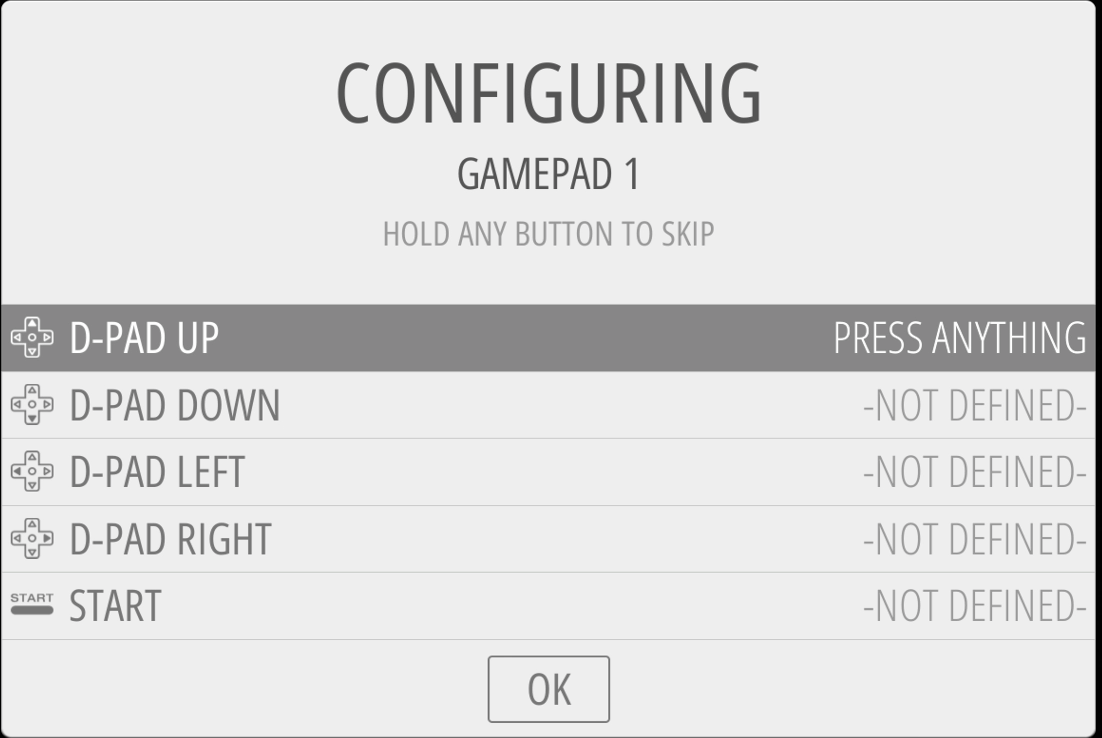 CONFIGURING
GAMEPAD 1
HOLD ANY BUTTON TO SKIP
D-PAD UP PRESS ANYTHING
D-PAD DOWN -NOT DEFINED-
D-PAD LEFT -NOT DEFINED-
D-PAD RIGHT -NOT DEFINED-
START START -NOT DEFINED-
OK